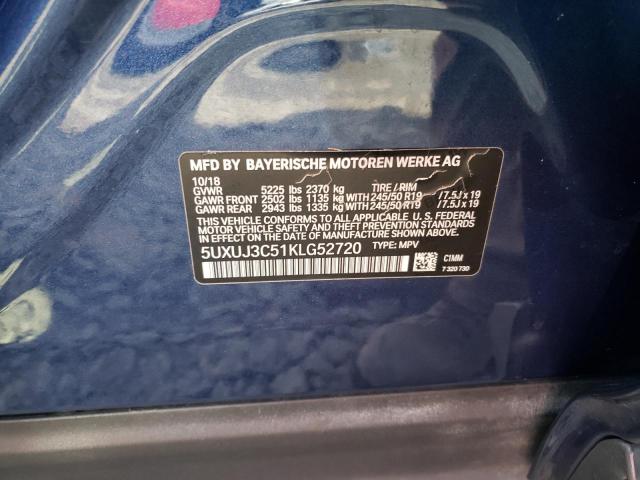 MFD BY BAYERISCHE MOTOREN WERKE AG
10/18
GVWR 5225 lbs 2370 kg TIRE / RIM
GAWR FRONT 2502 lbs 1135 kg WITH 245/50 R19 /7.5J x 19
GAWR REAR 2943 lbs 1335 kg WITH 245/50 R19 /7.5J x 19
THIS VEHICLE CONFORMS TO ALL APPLICABLE U. S. FEDERAL
MOTOR VEHICLE SAFETY, BUMPER, AND THEFT PREVENTION STANDARDS
IN EFFECT ON THE DATE OF MANUFACTURE SHOWN ABOVE.
5UXUJ3C51KLG52720 TYPE: MPV C1MM
7 320 730